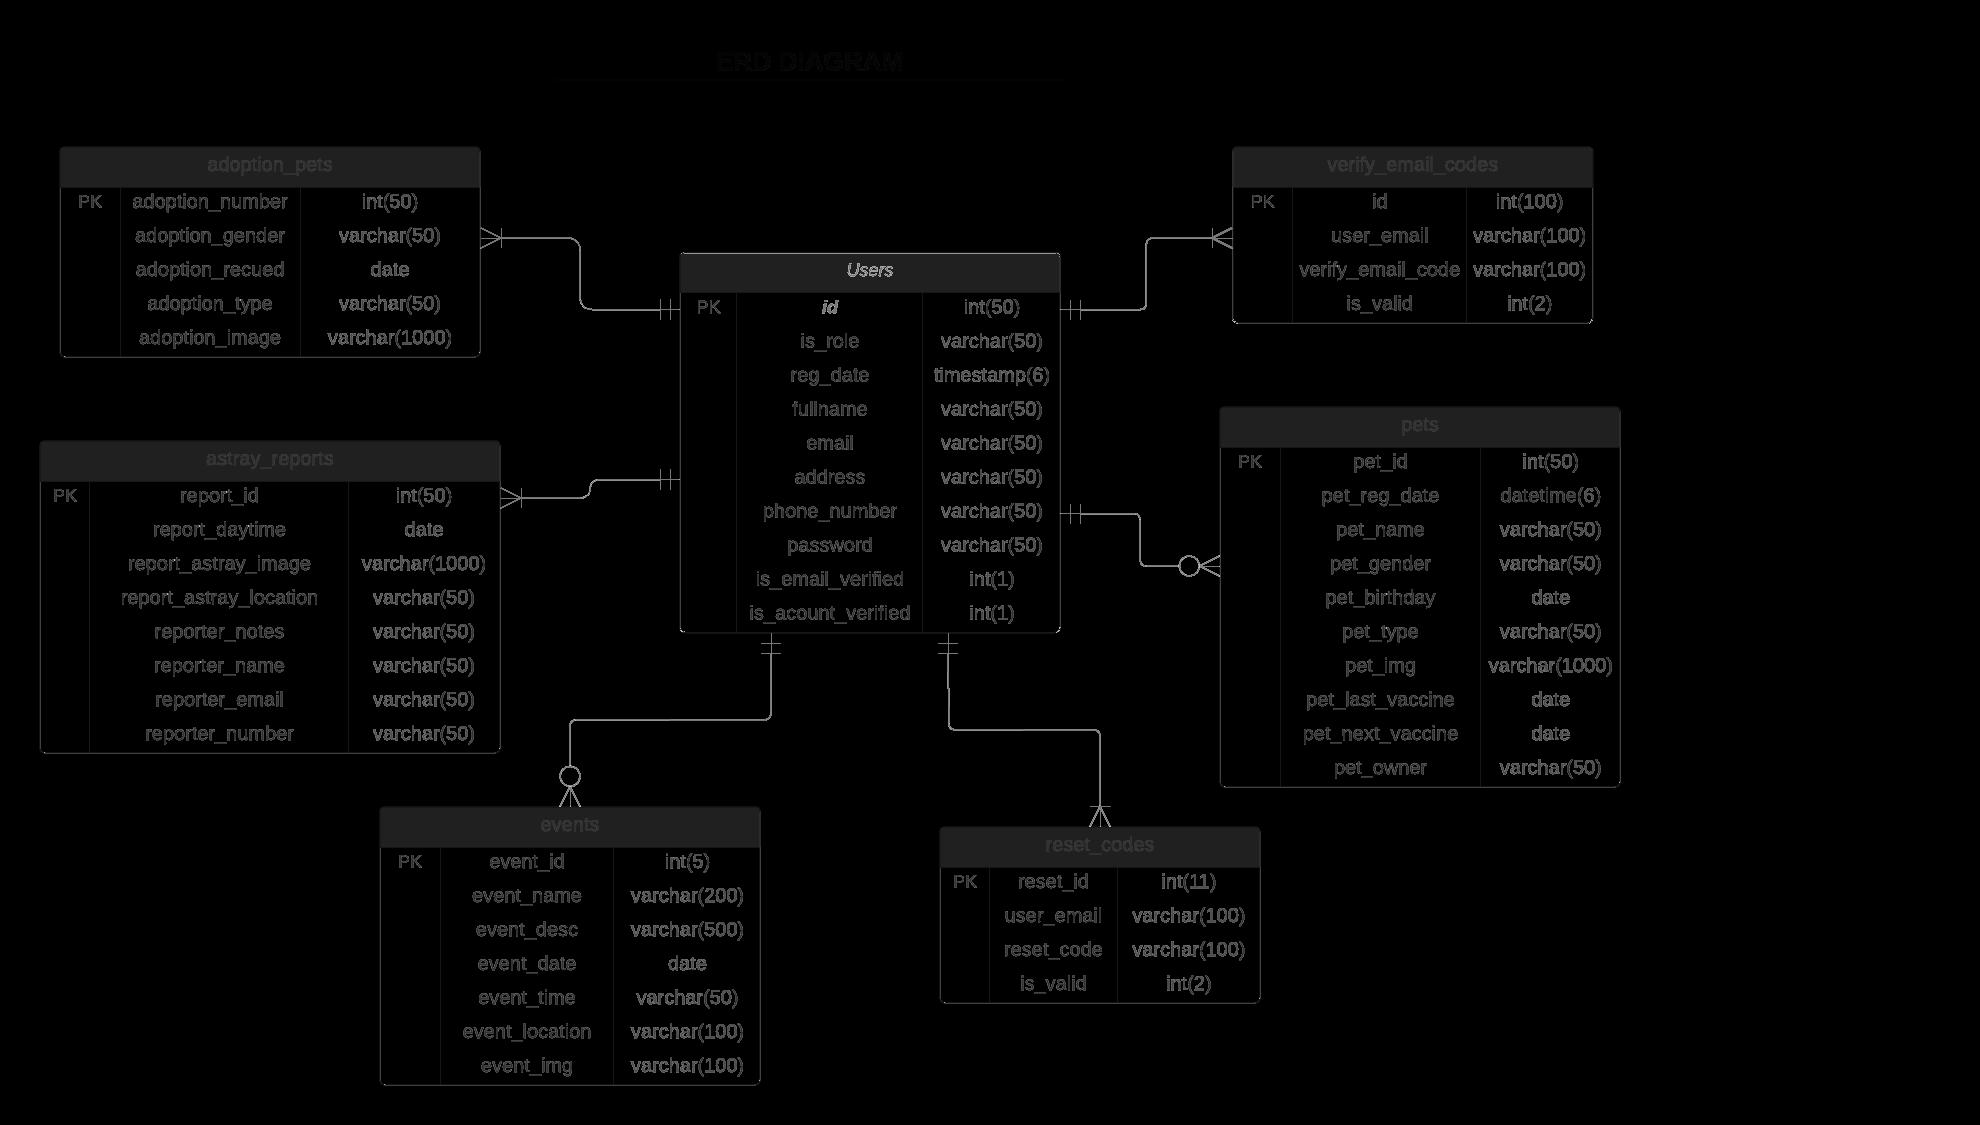 ERD DIAGRAM
adoption_pets
PK adoption_number int(50)
adoption_gender varchar(50)
adoption_recued date
adoption_type varchar(50)
adoption_image varchar(1000)
verify_email_codes
PK id int(100)
user_email varchar(100)
verify_email_code varchar(100)
is_valid int(2)
Users
PK id int(50)
is_role varchar(50)
reg_date timestamp(6)
fullname varchar(50)
email varchar(50)
address varchar(50)
phone_number varchar(50)
password varchar(50)
is_email_verified int(1)
is_acount_verified int(1)
astray_reports
PK report_id int(50)
report_daytime date
report_astray_image varchar(1000)
report_astray_location varchar(50)
reporter_notes varchar(50)
reporter_name varchar(50)
reporter_email varchar(50)
reporter_number varchar(50)
pets
PK pet_id int(50)
pet_reg_date datetime(6)
pet_name varchar(50)
pet_gender varchar(50)
pet_birthday date
pet_type varchar(50)
pet_img varchar(1000)
pet_last_vaccine date
pet_next_vaccine date
pet_owner varchar(50)
events
PK event_id int(5)
event_name varchar(200)
event_desc varchar(500)
event_date date
event_time varchar(50)
event_location varchar(100)
event_img varchar(100)
reset_codes
PK reset_id int(11)
user_email varchar(100)
reset_code varchar(100)
is_valid int(2)